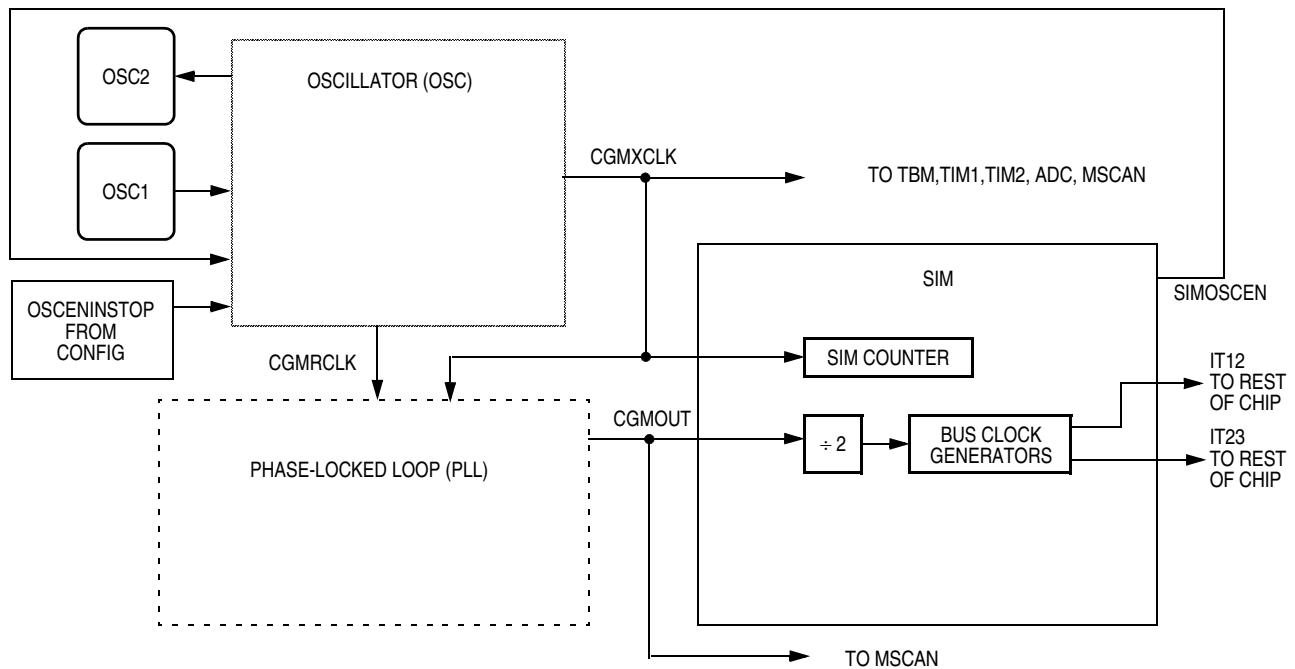 OSC2
OSCILLATOR (OSC)
CGMXCLK
OSC1
TO TBM,TIM1,TIM2, ADC, MSCAN
SIM
SIMOSCEN
OSCENINSTOP
FROM
CONFIG
CGMRCLK
SIM COUNTER
IT12
TO REST
OF CHIP
CGMOUT
÷ 2
BUS CLOCK
GENERATORS
IT23
TO REST
OF CHIP
PHASE-LOCKED LOOP (PLL)
TO MSCAN